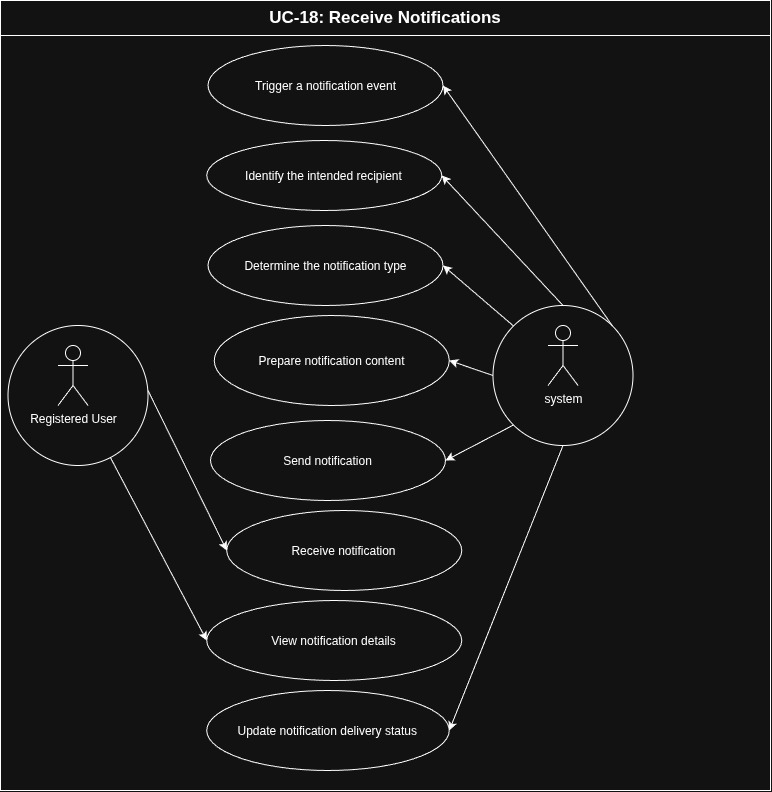 UC-18: Receive Notifications
Trigger a notification event
Identify the intended recipient
Determine the notification type
Prepare notification content
system
Registered User
Send notification
Receive notification
View notification details
Update notification delivery status